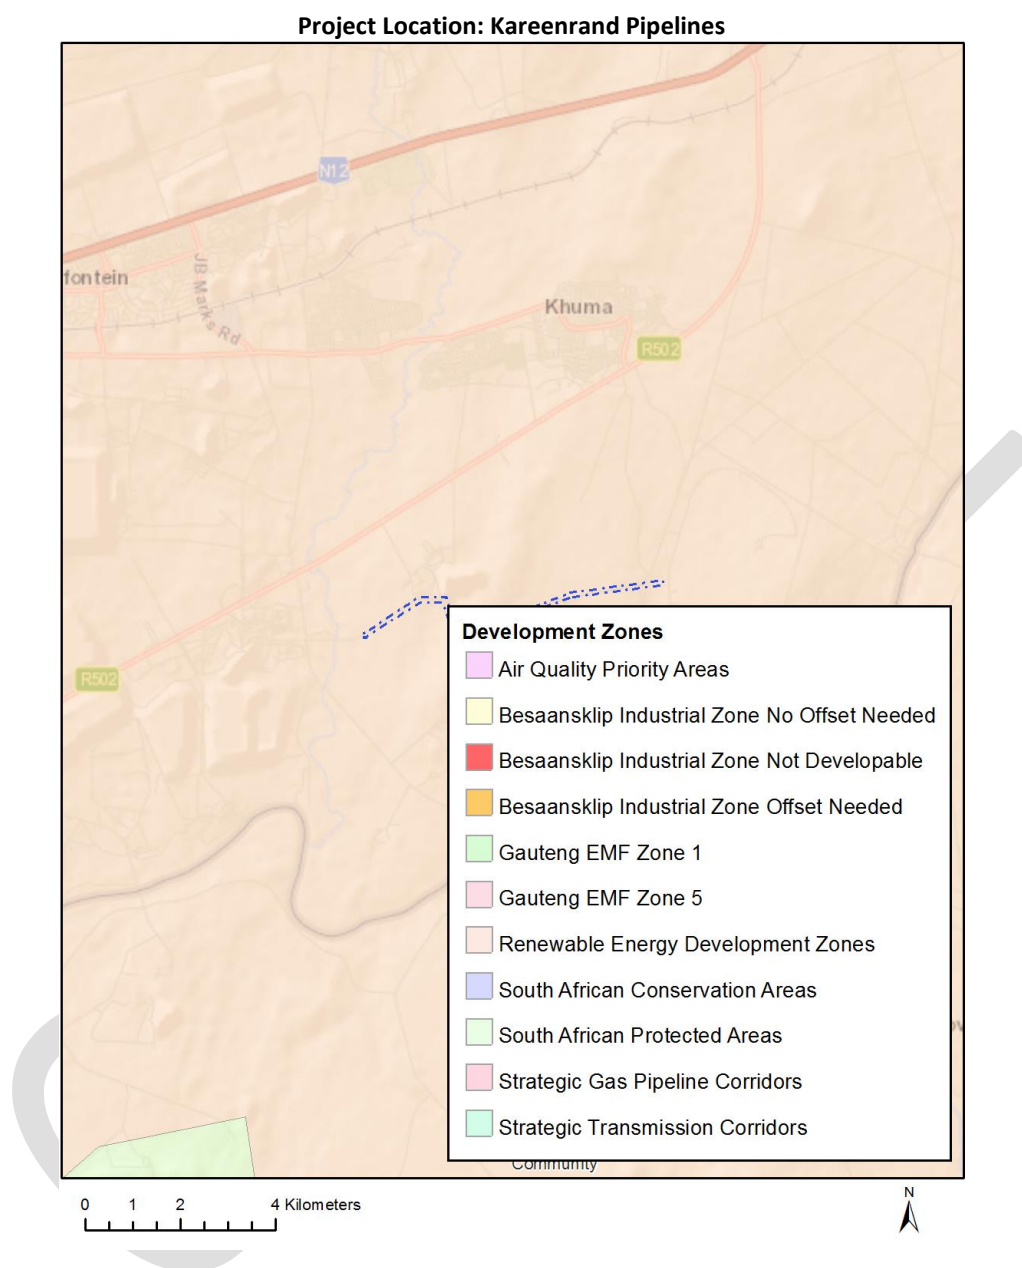 Project Location: Kareenrand Pipelines
N12
fontein
JB Marks Rd
Khuma
R502
R502
Development Zones
Air Quality Priority Areas
Besaansklip Industrial Zone No Offset Needed
Besaansklip Industrial Zone Not Developable
Besaansklip Industrial Zone Offset Needed
Gauteng EMF Zone 1
Gauteng EMF Zone 5
Renewable Energy Development Zones
South African Conservation Areas
South African Protected Areas
Strategic Gas Pipeline Corridors
Strategic Transmission Corridors
Community
0 1 2 4 Kilometers
N